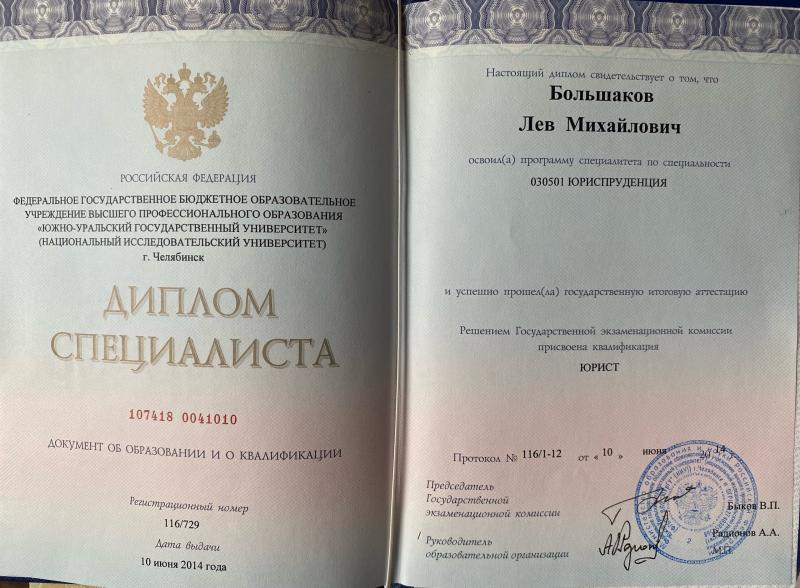 РОССИЙСКАЯ ФЕДЕРАЦИЯ
ФЕДЕРАЛЬНОЕ ГОСУДАРСТВЕННОЕ БЮДЖЕТНОЕ ОБРАЗОВАТЕЛЬНОЕ
УЧРЕЖДЕНИЕ ВЫСШЕГО ПРОФЕССИОНАЛЬНОГО ОБРАЗОВАНИЯ
«ЮЖНО-УРАЛЬСКИЙ ГОСУДАРСТВЕННЫЙ УНИВЕРСИТЕТ»
(НАЦИОНАЛЬНЫЙ ИССЛЕДОВАТЕЛЬСКИЙ УНИВЕРСИТЕТ)
г. Челябинск
ДИПЛОМ
СПЕЦИАЛИСТА
107418 0041010
ДОКУМЕНТ ОБ ОБРАЗОВАНИИ И О КВАЛИФИКАЦИИ
Регистрационный номер
116/729
Дата выдачи
10 июня 2014 года
Настоящий диплом свидетельствует о том, что
Большаков
Лев Михайлович
освоил(а) программу специалитета по специальности
030501 ЮРИСПРУДЕНЦИЯ
и успешно прошел(ла) государственную итоговую аттестацию
Решением Государственной экзаменационной комиссии
присвоена квалификация
ЮРИСТ
Протокол № 116/1-12 от « 10 » июня 20 14
Председатель
Государственной
экзаменационной комиссии Быков В.П.
/ Руководитель Радионов А.А.
образовательной организации М.П.